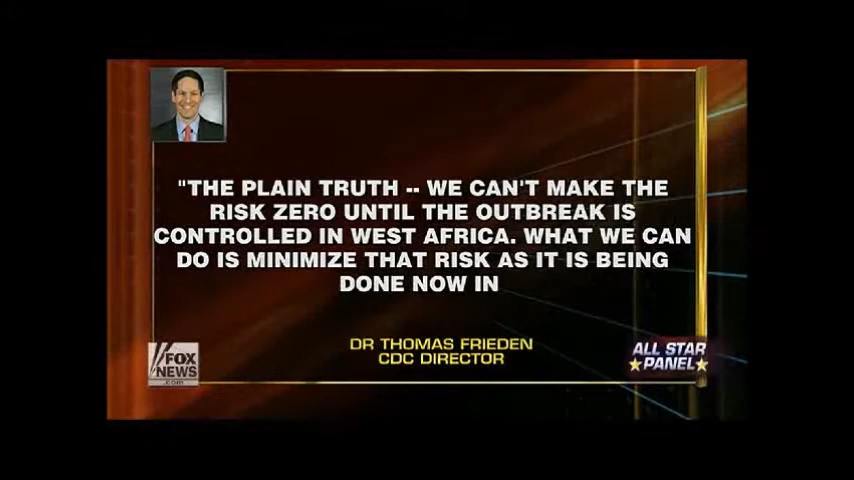 "THE PLAIN TRUTH -- WE CAN'T MAKE THE
RISK ZERO UNTIL THE OUTBREAK IS
CONTROLLED IN WEST AFRICA. WHAT WE CAN
DO IS MINIMIZE THAT RISK AS IT IS BEING
DONE NOW IN
DR THOMAS FRIEDEN
CDC DIRECTOR
FOX
NEWS
.com
ALL STAR
PANEL